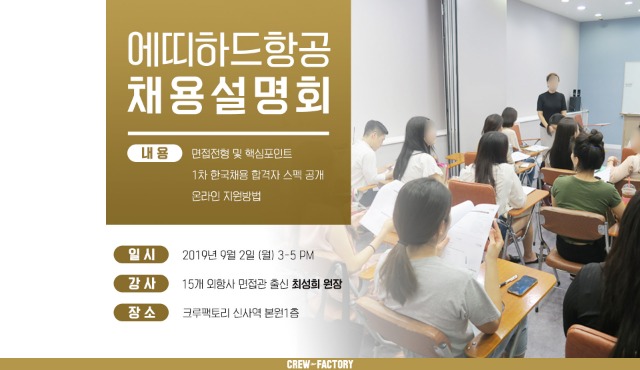 에띠하드항공
채용설명회
내 용 면접전형 및 핵심포인트
1차 한국채용 합격자 스펙 공개
온라인 지원방법
일 시 2019년 9월 2일 (월) 3-5 PM
강 사 15개 외항사 면접관 출신 최성희 원장
장 소 크루팩토리 신사역 본원1층
CREW-FACTORY